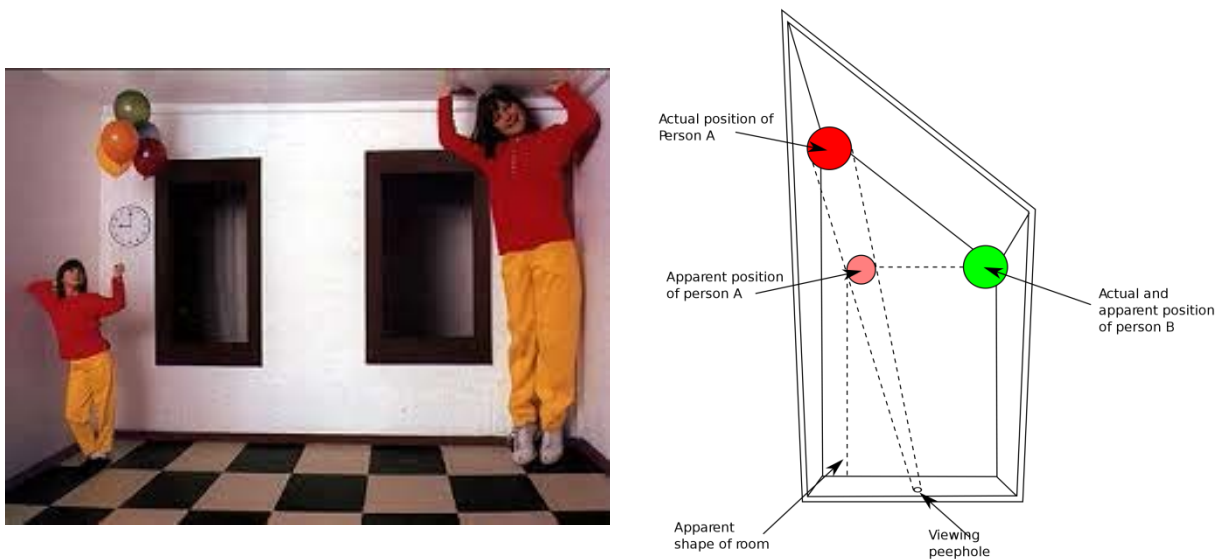 Actual position of
Person A
Apparent position
of person A
Actual and
apparent position
of person B
Apparent
shape of room
Viewing
peephole